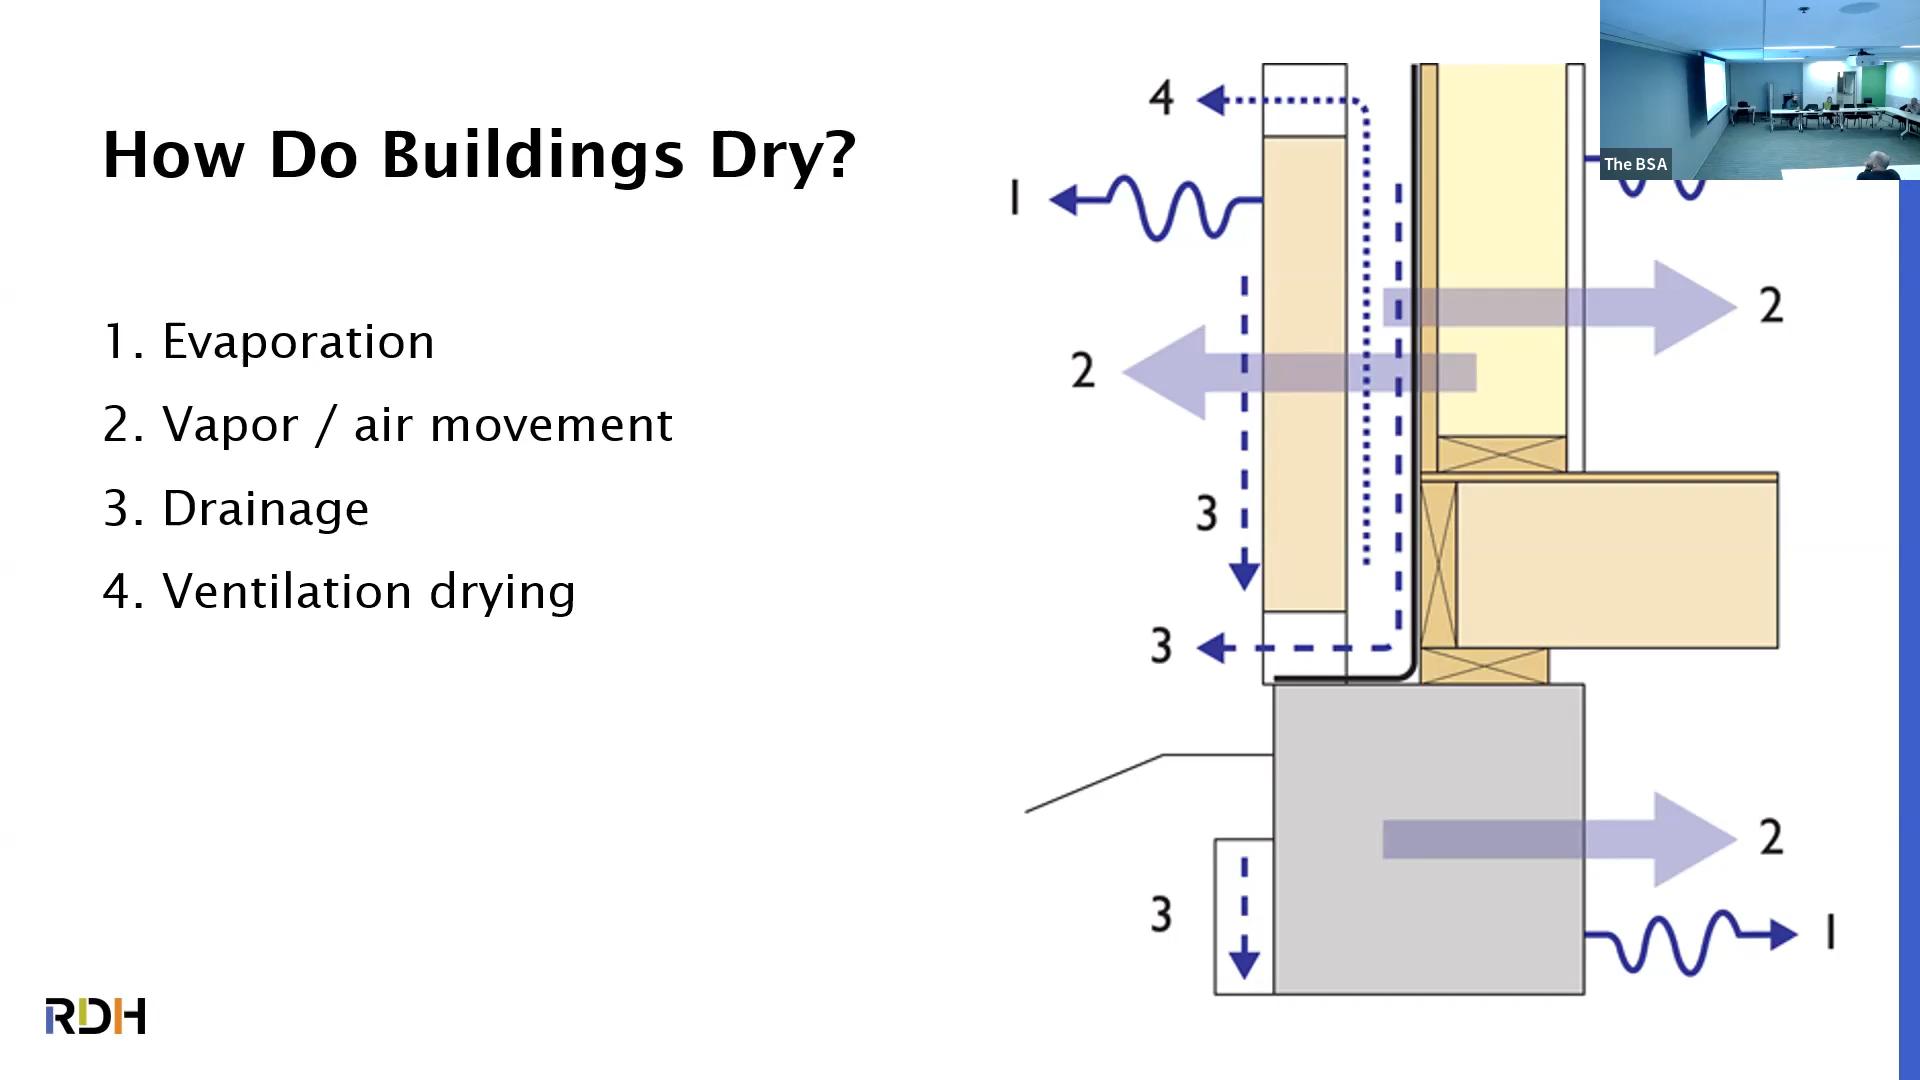 How Do Buildings Dry?
1. Evaporation
2. Vapor / air movement
3. Drainage
4. Ventilation drying
4
1
2
2
3
3
2
3
1
The BSA
RDH